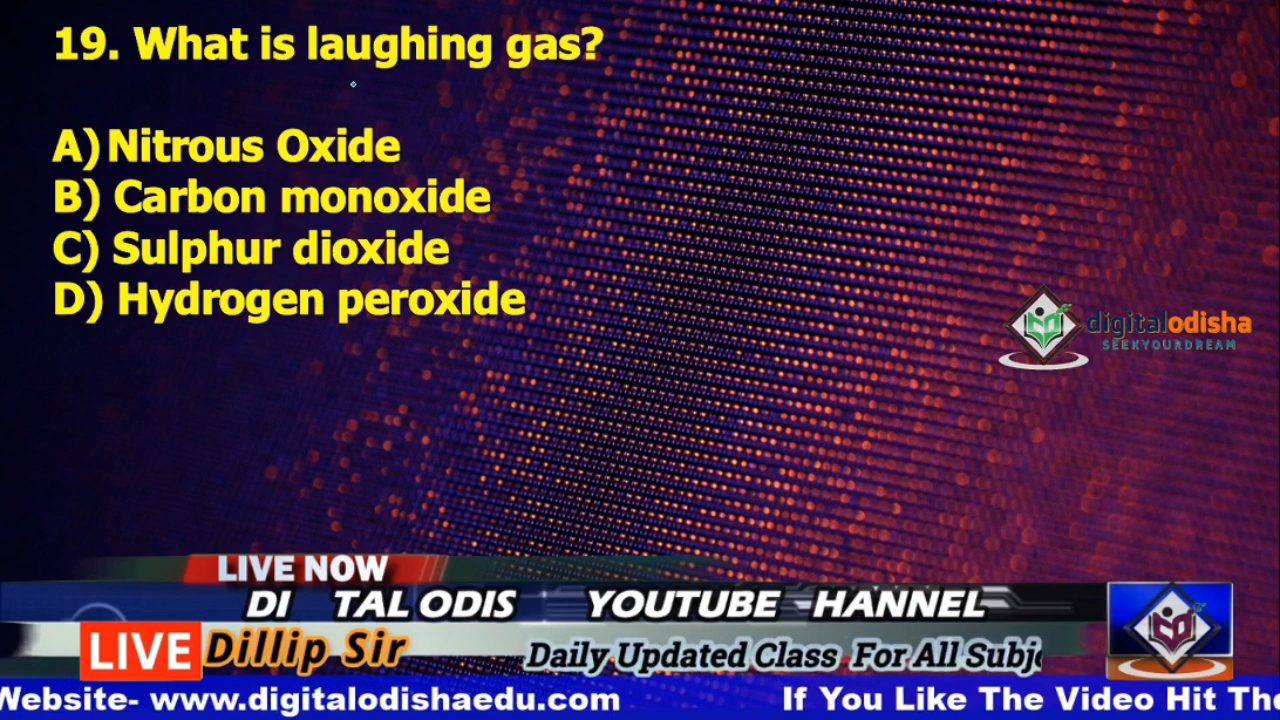 19. What is laughing gas?
A) Nitrous Oxide
B) Carbon monoxide
C) Sulphur dioxide
D) Hydrogen peroxide
digitalodisha
SEEKYOURDREAM
LIVE NOW
DI TAL ODIS YOUTUBE HANNEL
LIVE Dillip Sir Daily Updated Class For All Subje
Website- www.digitalodishaedu.com If You Like The Video Hit The